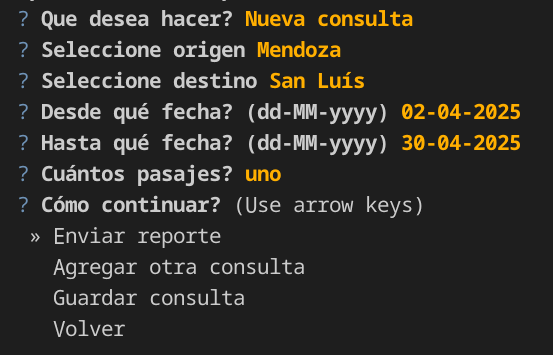 ? Que desea hacer? Nueva consulta
? Seleccione origen Mendoza
? Seleccione destino San Luís
? Desde qué fecha? (dd-MM-yyyy) 02-04-2025
? Hasta qué fecha? (dd-MM-yyyy) 30-04-2025
? Cuántos pasajes? uno
? Cómo continuar? (Use arrow keys)
» Enviar reporte
Agregar otra consulta
Guardar consulta
Volver